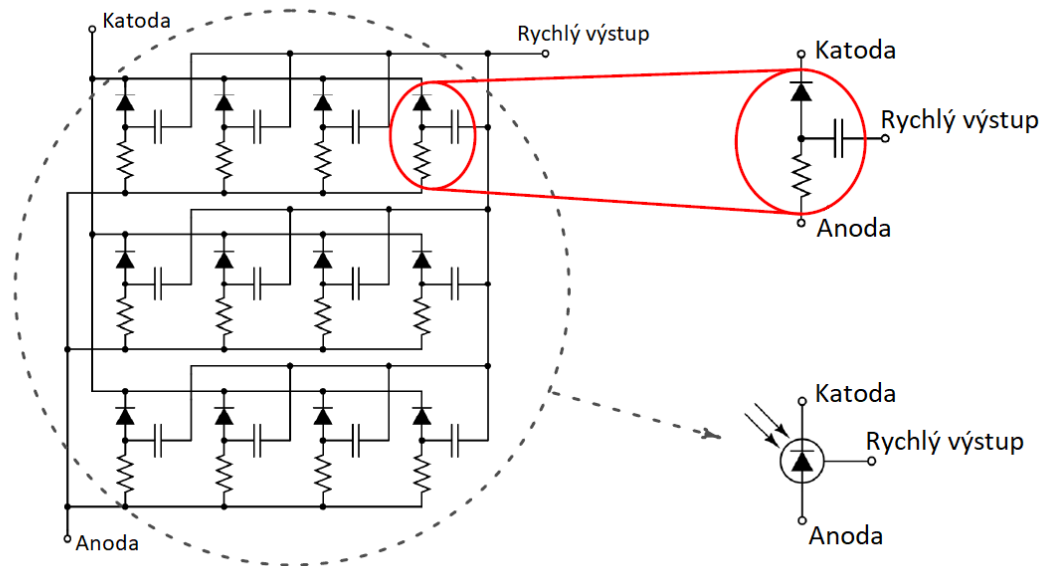 Katoda
Rychlý výstup
Anoda
Katoda
Rychlý výstup
Anoda
Katoda
Rychlý výstup
Anoda